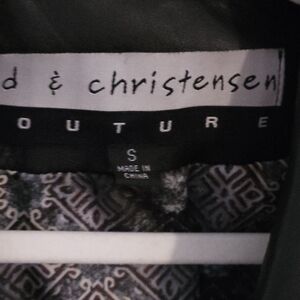 d & christensen
OUTURE
S
MADE IN
CHINA